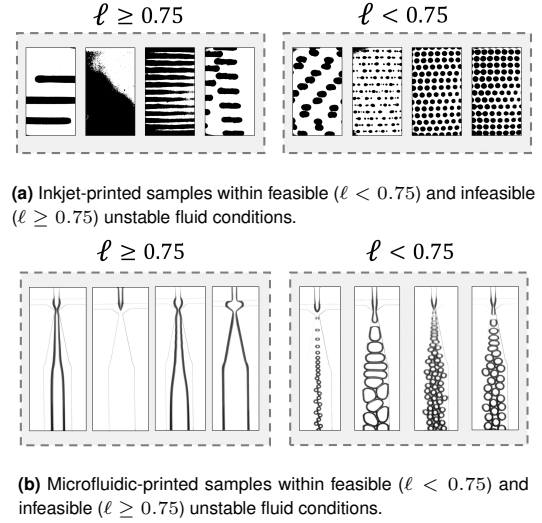 ℓ ≥ 0.75 ℓ < 0.75
(a) Inkjet-printed samples within feasible (ℓ < 0.75) and infeasible
(ℓ ≥ 0.75) unstable fluid conditions.
ℓ ≥ 0.75 ℓ < 0.75
(b) Microfluidic-printed samples within feasible (ℓ < 0.75) and
infeasible (ℓ ≥ 0.75) unstable fluid conditions.